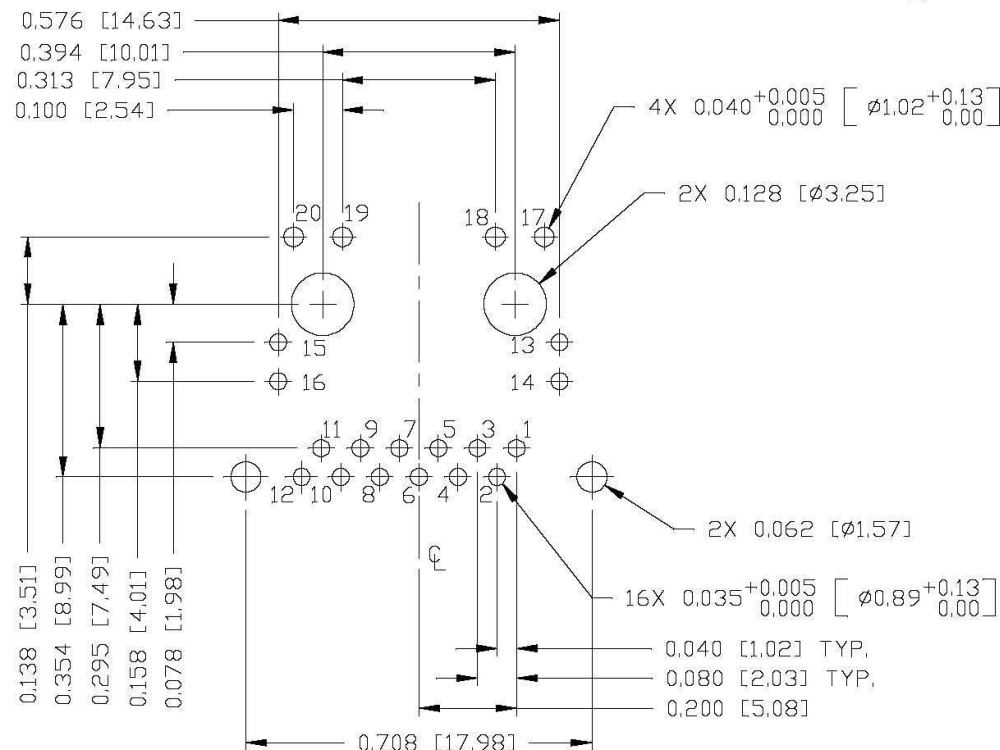 0.576 [14.63]
0.394 [10.01]
0.313 [7.95]
0.100 [2.54]
4X 0.040 +0.005 0.000 [ ø1.02 +0.13 0.00 ]
2X 0.128 [ø3.25]
20 19 18 17
15 13
16 14
11 9 7 5 3 1
12 10 8 6 4 2
2X 0.062 [ø1.57]
℄
16X 0.035 +0.005 0.000 [ ø0.89 +0.13 0.00 ]
0.138 [3.51]
0.354 [8.99]
0.295 [7.49]
0.158 [4.01]
0.078 [1.98]
0.040 [1.02] TYP.
0.080 [2.03] TYP.
0.200 [5.08]
0.708 [17.98]